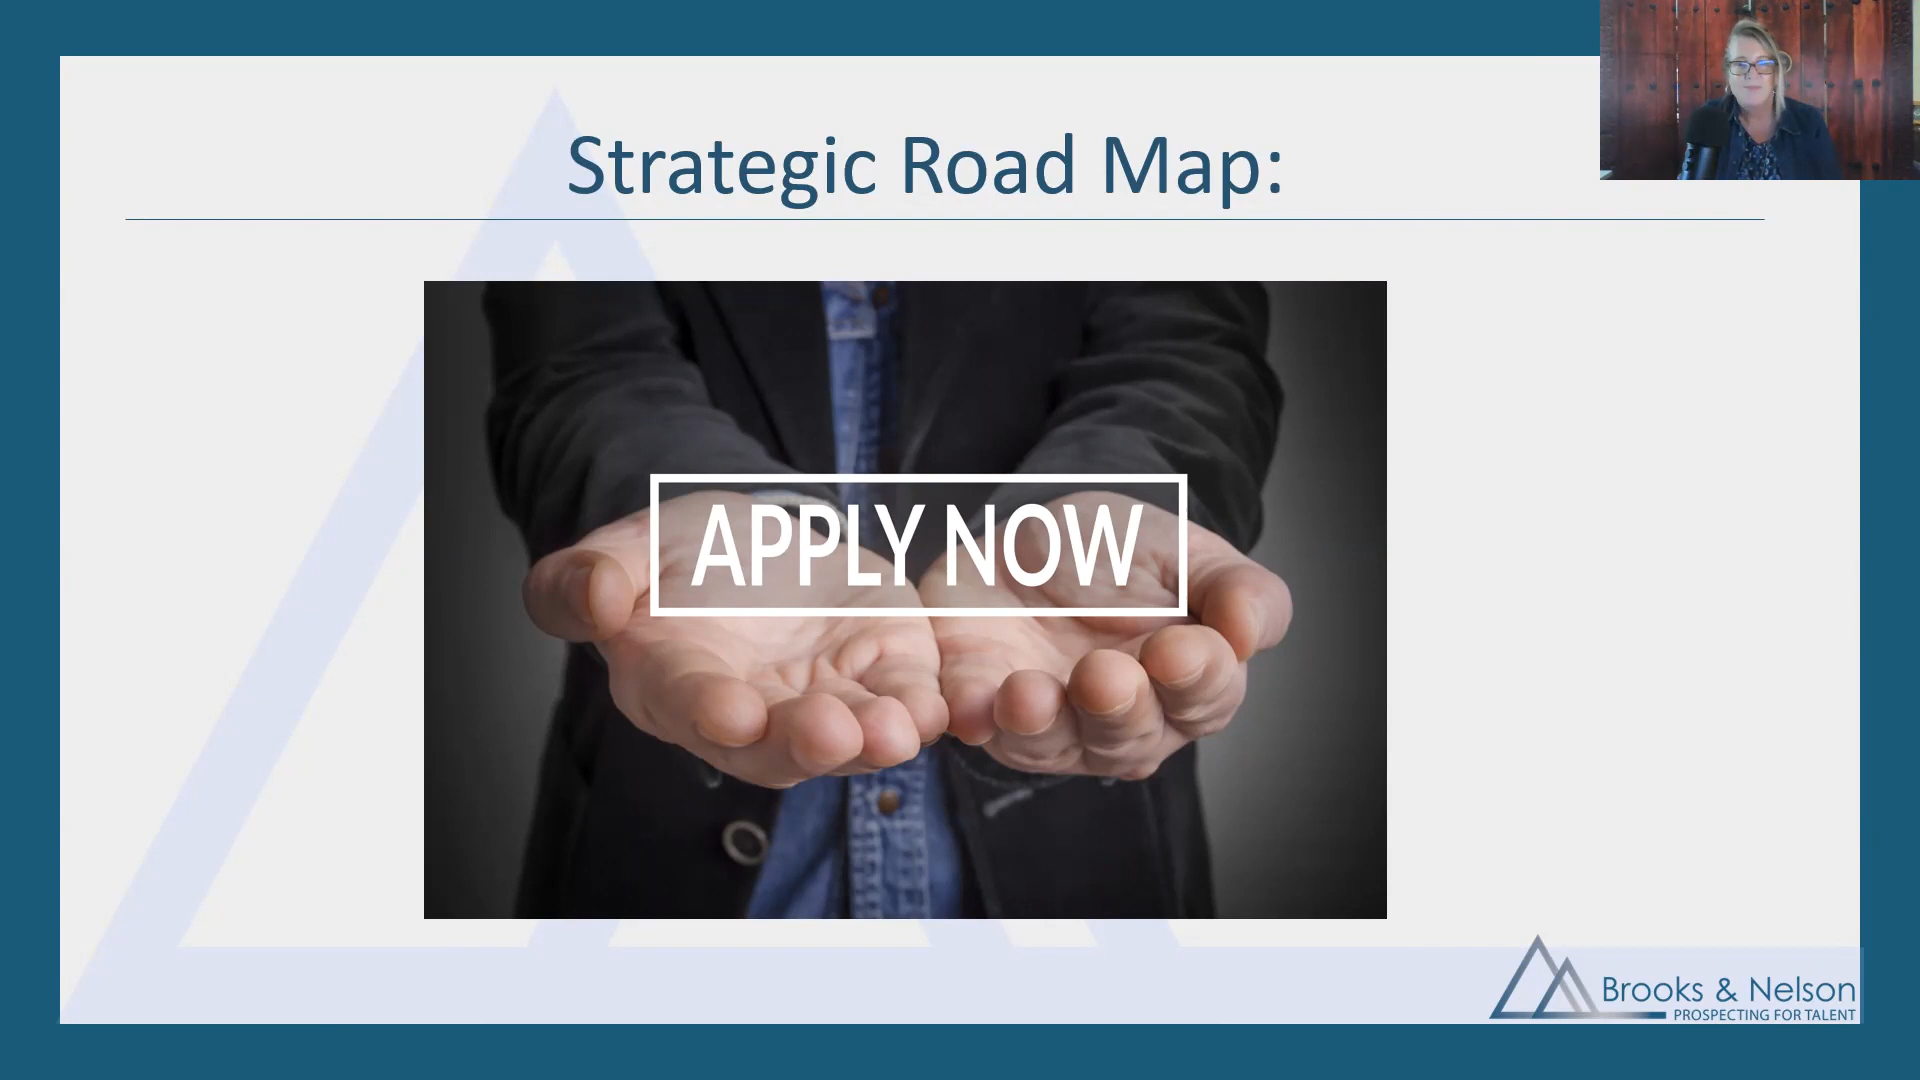 Strategic Road Map:
APPLY NOW
Brooks & Nelson
PROSPECTING FOR TALENT